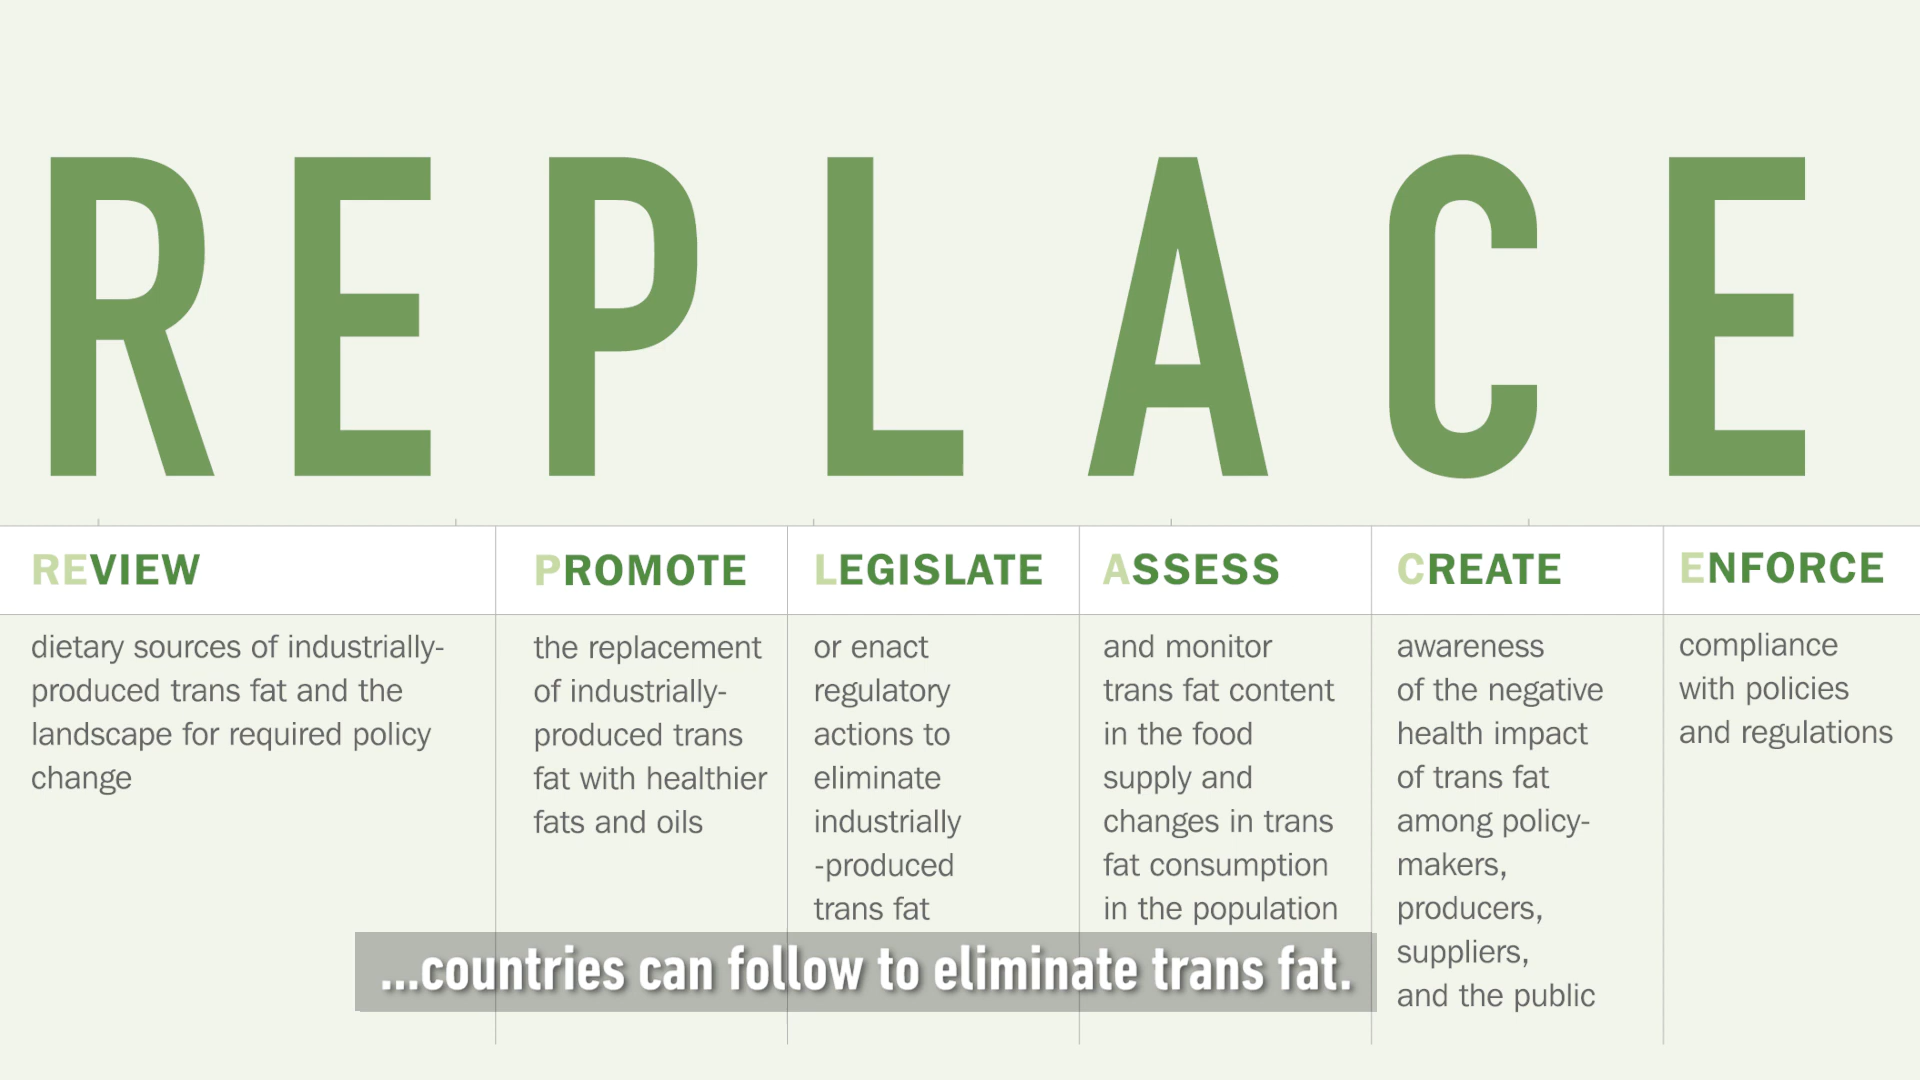 REPLACE
REVIEW
dietary sources of industrially-
produced trans fat and the
landscape for required policy
change
PROMOTE
the replacement
of industrially-
produced trans
fat with healthier
fats and oils
LEGISLATE
or enact
regulatory
actions to
eliminate
industrially
-produced
trans fat
ASSESS
and monitor
trans fat content
in the food
supply and
changes in trans
fat consumption
in the population
CREATE
awareness
of the negative
health impact
of trans fat
among policy-
makers,
producers,
suppliers,
and the public
ENFORCE
compliance
with policies
and regulations
...countries can follow to eliminate trans fat.